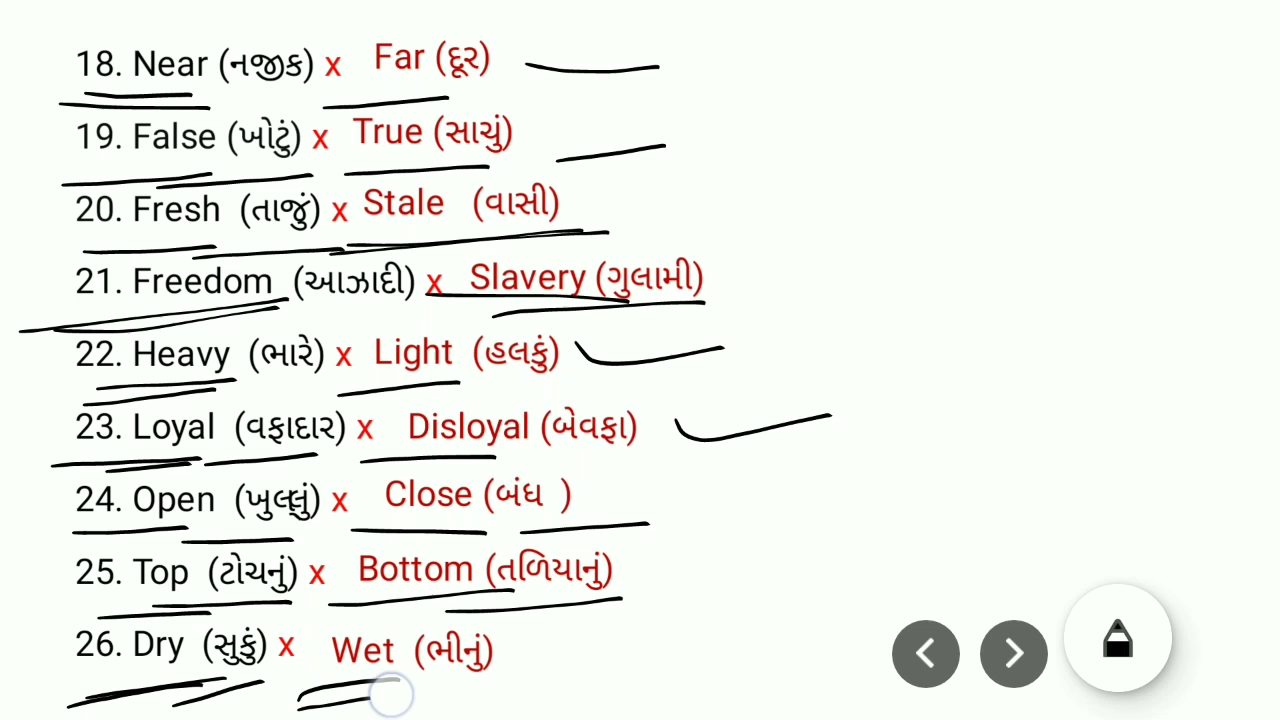 18. Near (નજીક) x Far (દૂર)
19. False (ખોટું) x True (સાચું)
20. Fresh (તાજું) x Stale (વાસી)
21. Freedom (આઝાદી) x Slavery (ગુલામી)
22. Heavy (ભારે) x Light (હલકું)
23. Loyal (વફાદાર) x Disloyal (બેવફા)
24. Open (ખુલ્લું) x Close (બંધ )
25. Top (ટોચનું) x Bottom (તળિયાનું)
26. Dry (સુકું) x Wet (ભીનું)